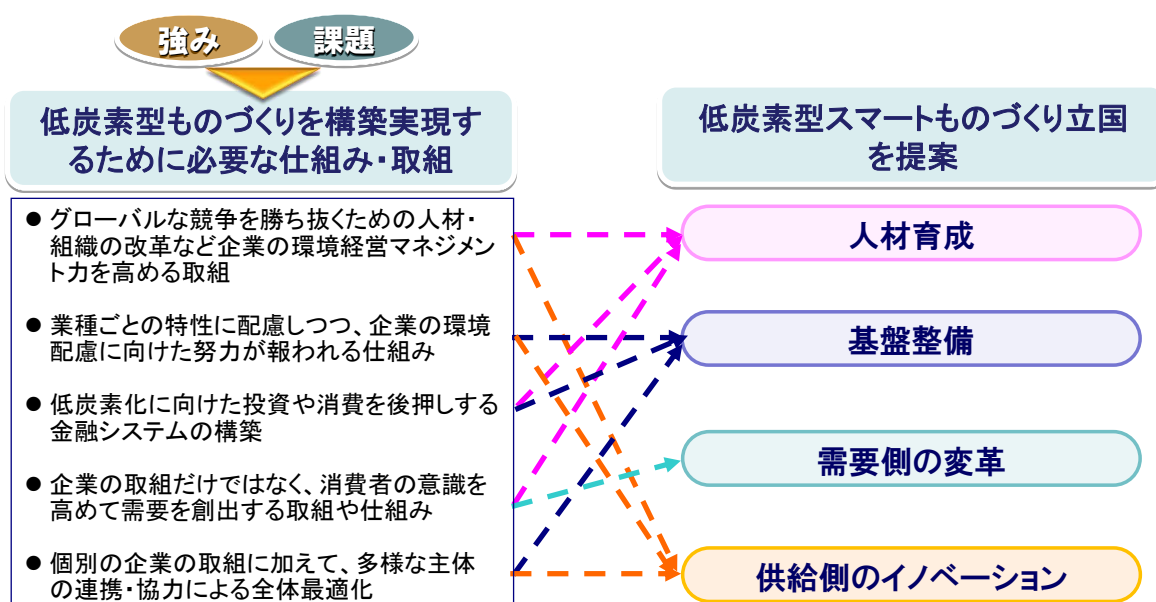 強み
課題
低炭素型ものづくりを構築実現す
るために必要な仕組み・取組
● グローバルな競争を勝ち抜くための人材・
組織の改革など企業の環境経営マネジメン
ト力を高める取組
● 業種ごとの特性に配慮しつつ、企業の環境
配慮に向けた努力が報われる仕組み
● 低炭素化に向けた投資や消費を後押しする
金融システムの構築
● 企業の取組だけではなく、消費者の意識を
高めて需要を創出する取組や仕組み
● 個別の企業の取組に加えて、多様な主体
の連携・協力による全体最適化
低炭素型スマートものづくり立国
を提案
人材育成
基盤整備
需要側の変革
供給側のイノベーション